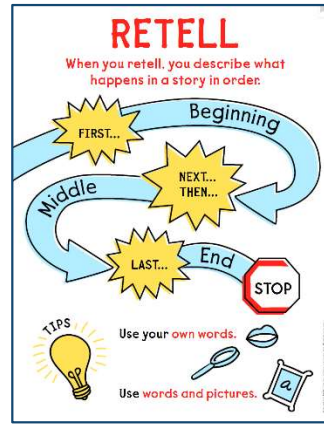 RETELL
When you retell, you describe what
happens in a story in order.
FIRST...
Beginning
NEXT...
THEN...
Middle
LAST...
End
STOP
TIPS
Use your own words.
Use words and pictures.
a